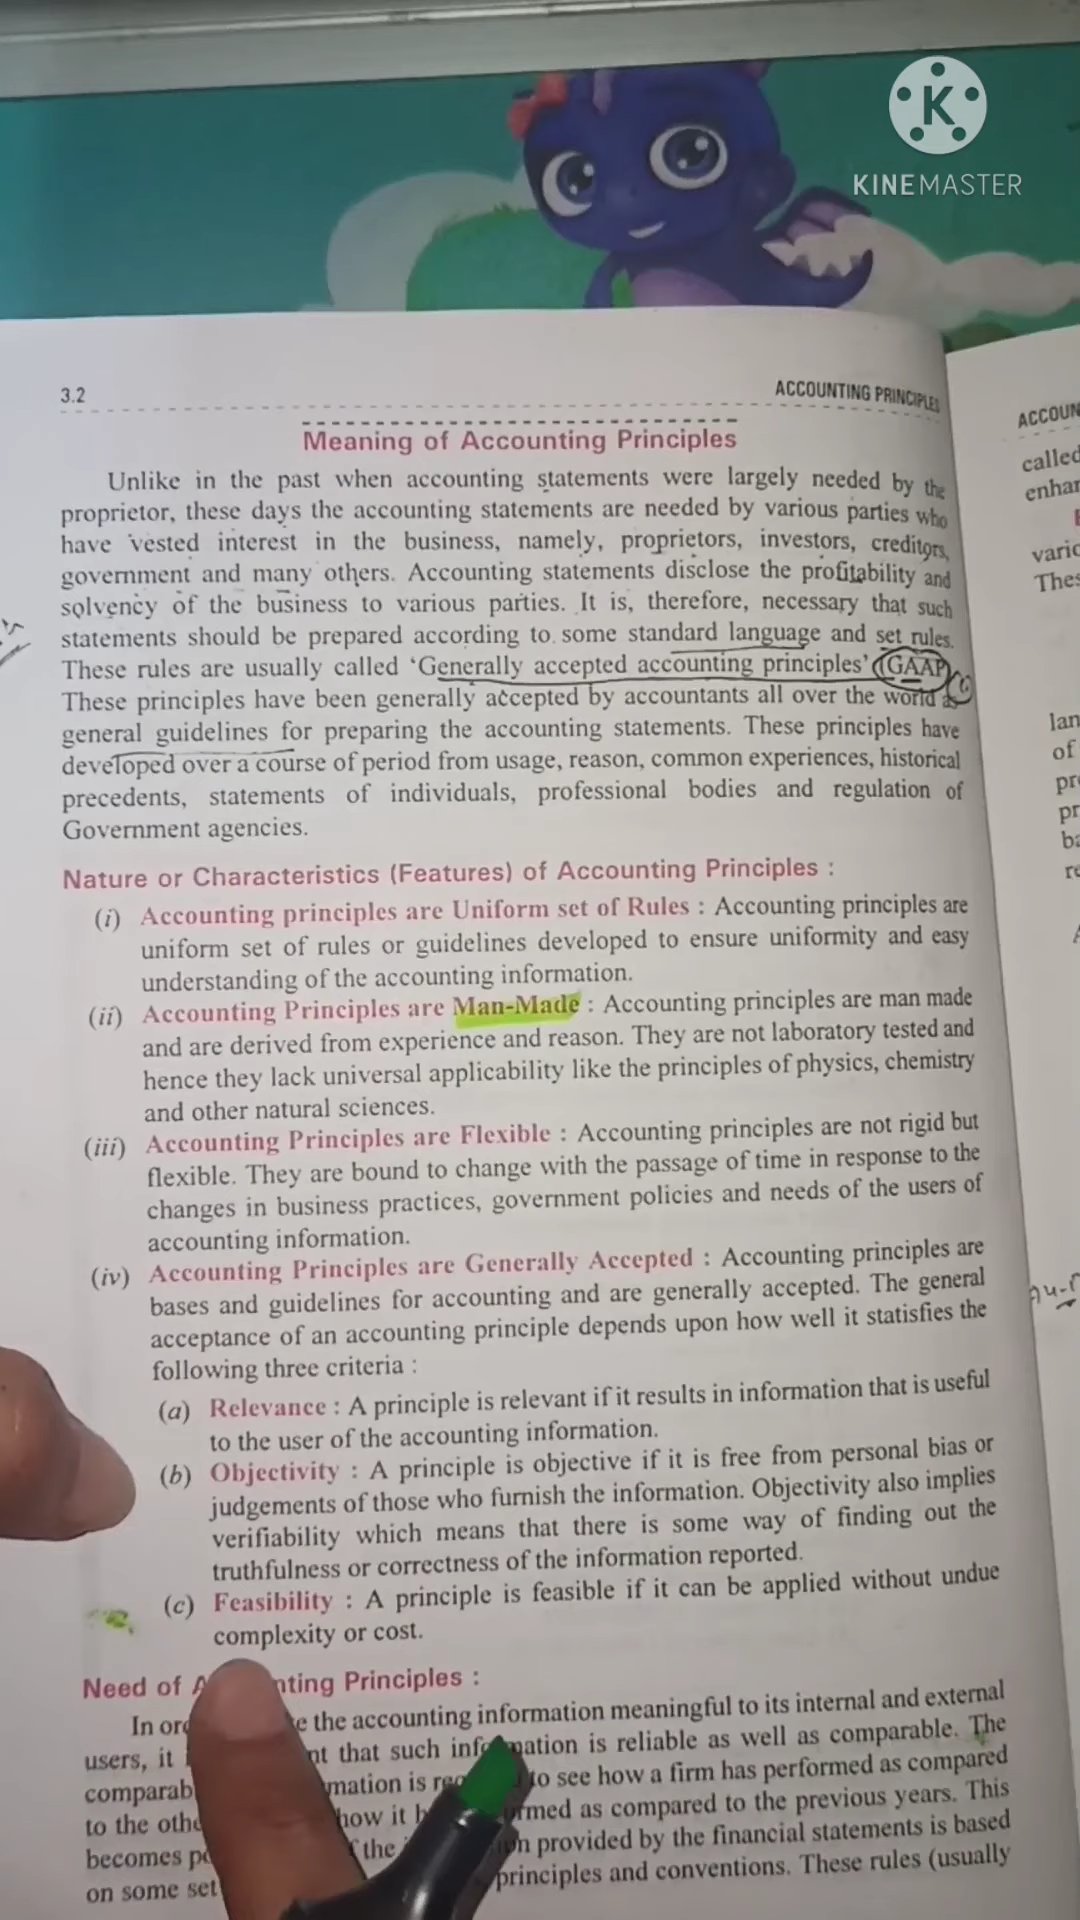 K
KINEMASTER
3.2
ACCOUNTING PRINCIPLES
Meaning of Accounting Principles
Unlike in the past when accounting statements were largely needed by the
proprietor, these days the accounting statements are needed by various parties who
have vested interest in the business, namely, proprietors, investors, creditors,
government and many others. Accounting statements disclose the profitability and
solvency of the business to various parties. It is, therefore, necessary that such
statements should be prepared according to some standard language and set rules.
These rules are usually called ‘Generally accepted accounting principles’ (GAAP)
These principles have been generally accepted by accountants all over the world as
general guidelines for preparing the accounting statements. These principles have
developed over a course of period from usage, reason, common experiences, historical
precedents, statements of individuals, professional bodies and regulation of
Government agencies.
Nature or Characteristics (Features) of Accounting Principles :
(i) Accounting principles are Uniform set of Rules : Accounting principles are
uniform set of rules or guidelines developed to ensure uniformity and easy
understanding of the accounting information.
(ii) Accounting Principles are Man-Made : Accounting principles are man made
and are derived from experience and reason. They are not laboratory tested and
hence they lack universal applicability like the principles of physics, chemistry
and other natural sciences.
(iii) Accounting Principles are Flexible : Accounting principles are not rigid but
flexible. They are bound to change with the passage of time in response to the
changes in business practices, government policies and needs of the users of
accounting information.
(iv) Accounting Principles are Generally Accepted : Accounting principles are
bases and guidelines for accounting and are generally accepted. The general
acceptance of an accounting principle depends upon how well it statisfies the
following three criteria :
(a) Relevance : A principle is relevant if it results in information that is useful
to the user of the accounting information.
(b) Objectivity : A principle is objective if it is free from personal bias or
judgements of those who furnish the information. Objectivity also implies
verifiability which means that there is some way of finding out the
truthfulness or correctness of the information reported.
(c) Feasibility : A principle is feasible if it can be applied without undue
complexity or cost.
Need of Accounting Principles :
In the accounting information meaningful to its internal and external
users, it that such information is reliable as well as comparable. The
is to see how a firm has performed as compared
to the how it as compared to the previous years. This
becomes the provided by the financial statements is based
on some set principles and conventions. These rules (usually
ACCOUN
called
enhan
vario
Thes
lan
of
pr
ba
re